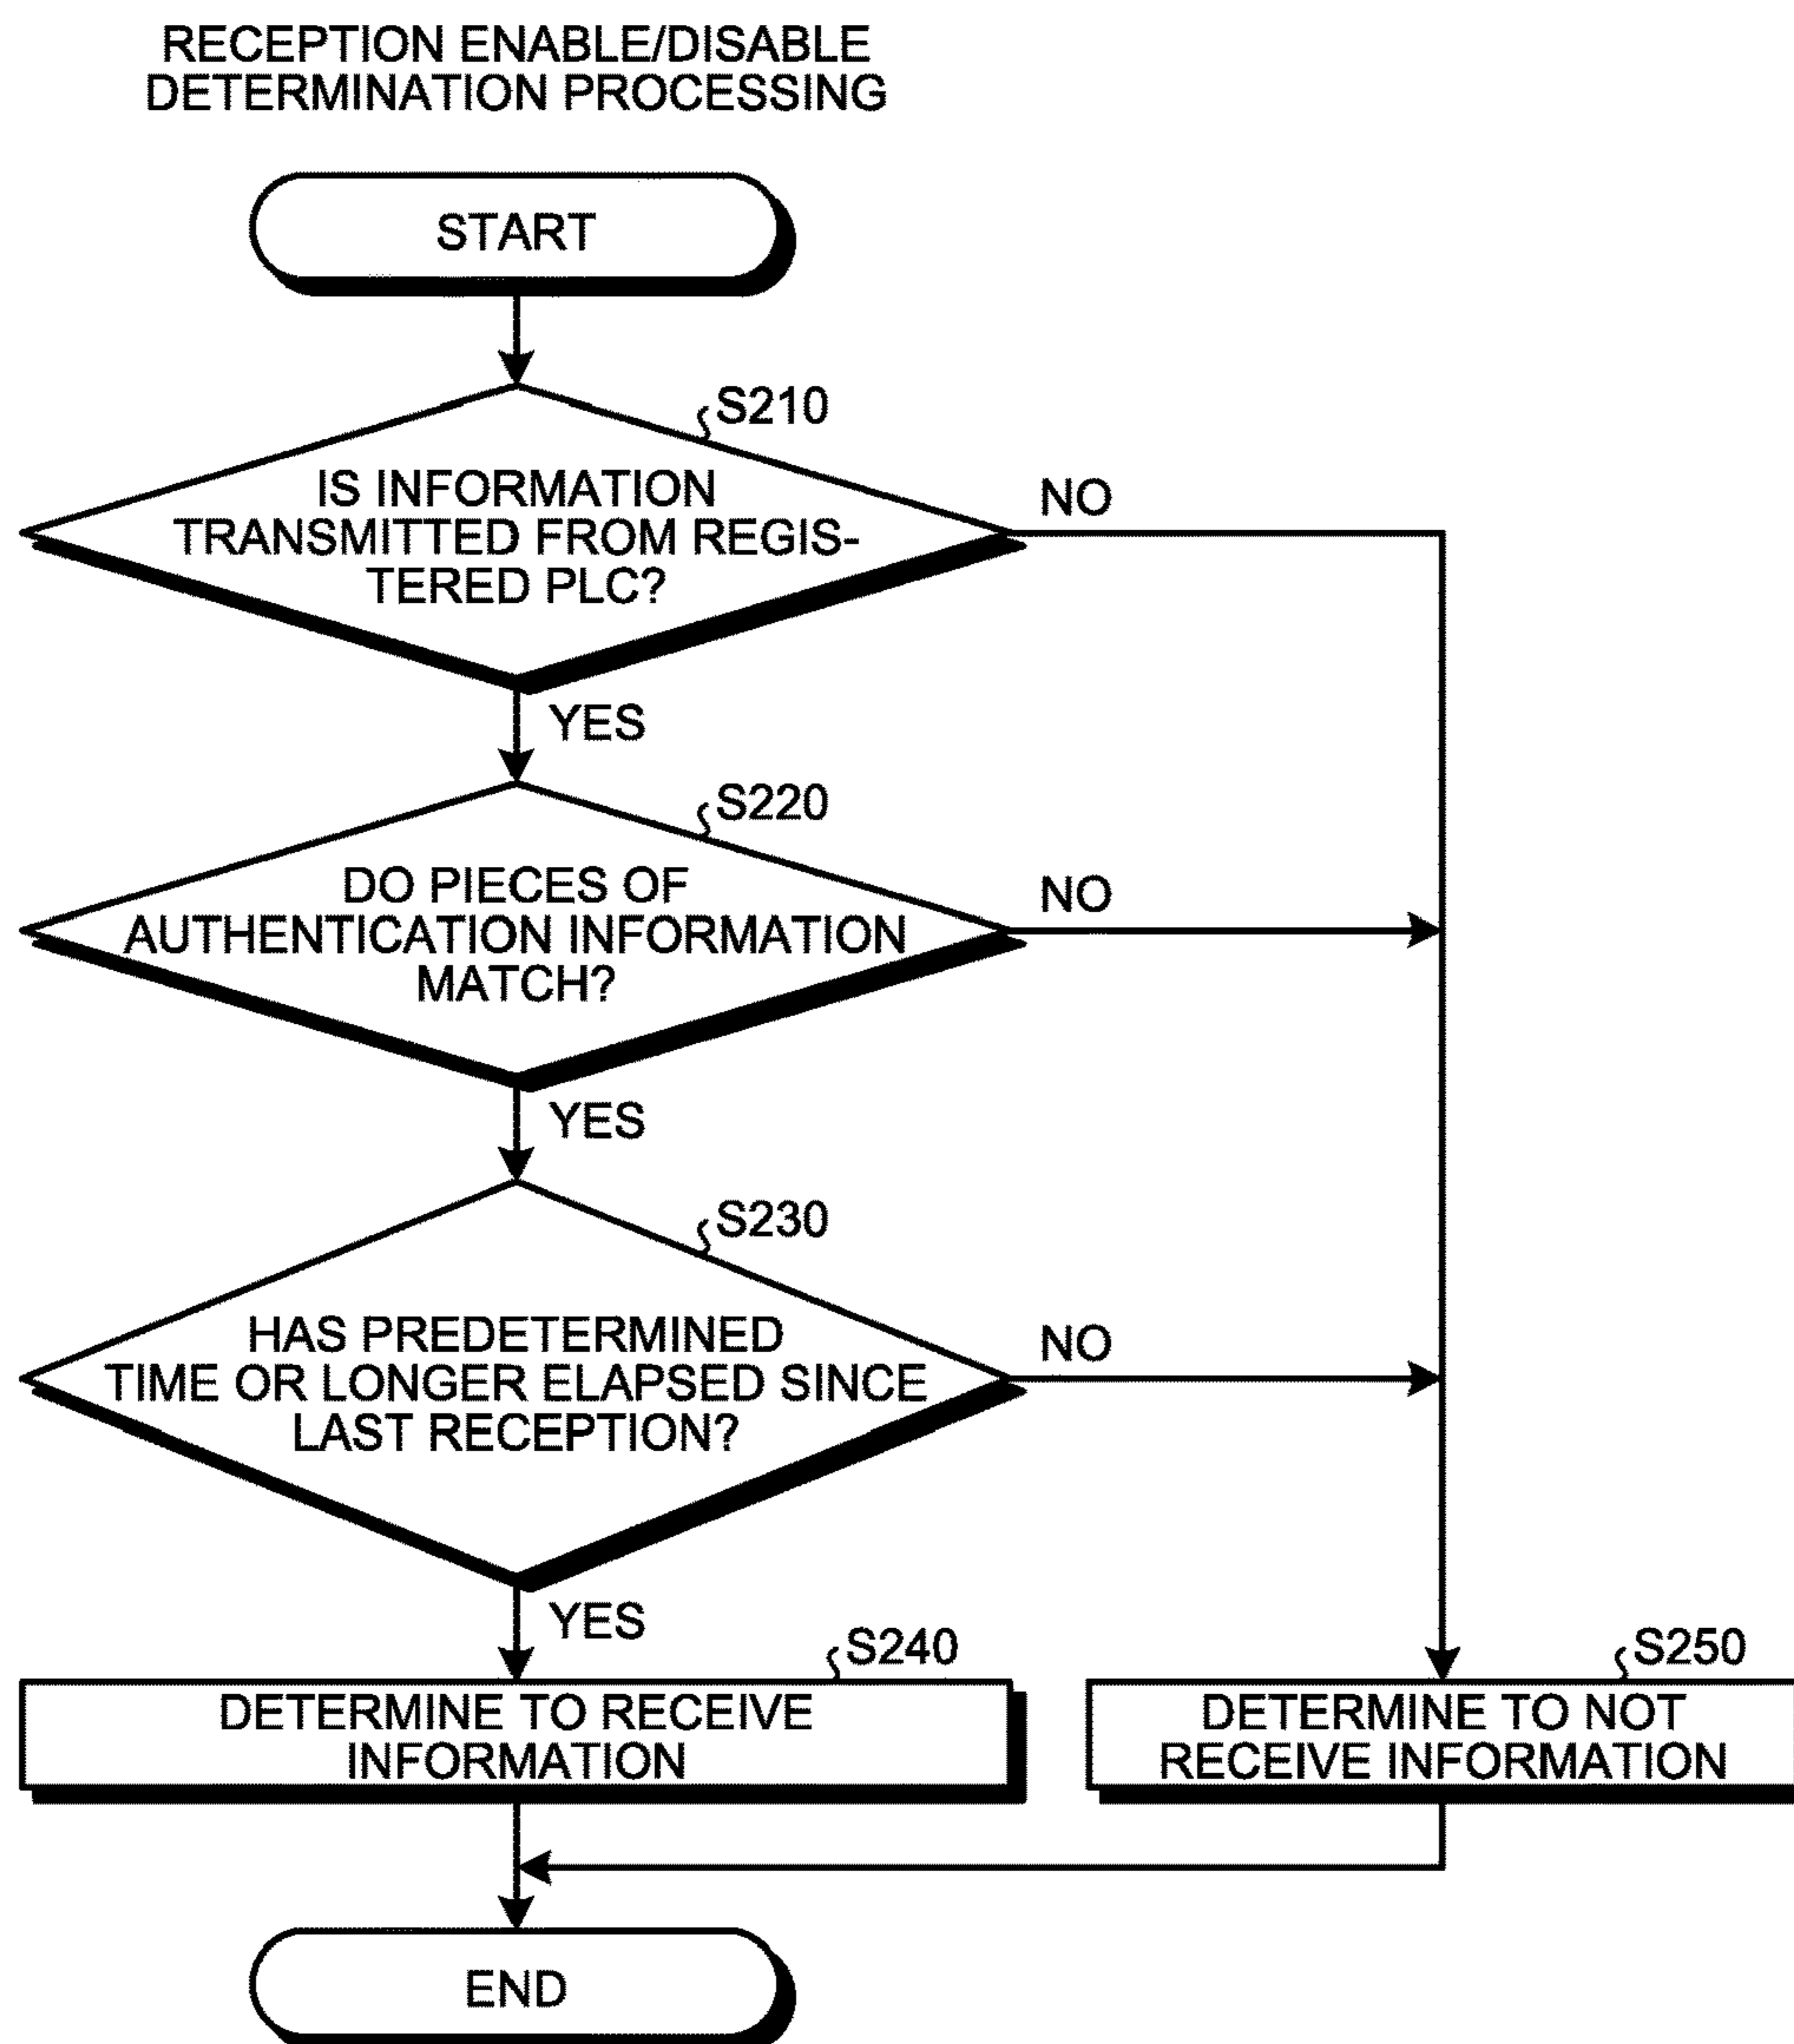 RECEPTION ENABLE/DISABLE
DETERMINATION PROCESSING
START
S210
IS INFORMATION
TRANSMITTED FROM REGIS-
TERED PLC?
NO
YES
S220
DO PIECES OF
AUTHENTICATION INFORMATION
MATCH?
NO
YES
S230
HAS PREDETERMINED
TIME OR LONGER ELAPSED SINCE
LAST RECEPTION?
NO
YES
S240
DETERMINE TO RECEIVE
INFORMATION
S250
DETERMINE TO NOT
RECEIVE INFORMATION
END